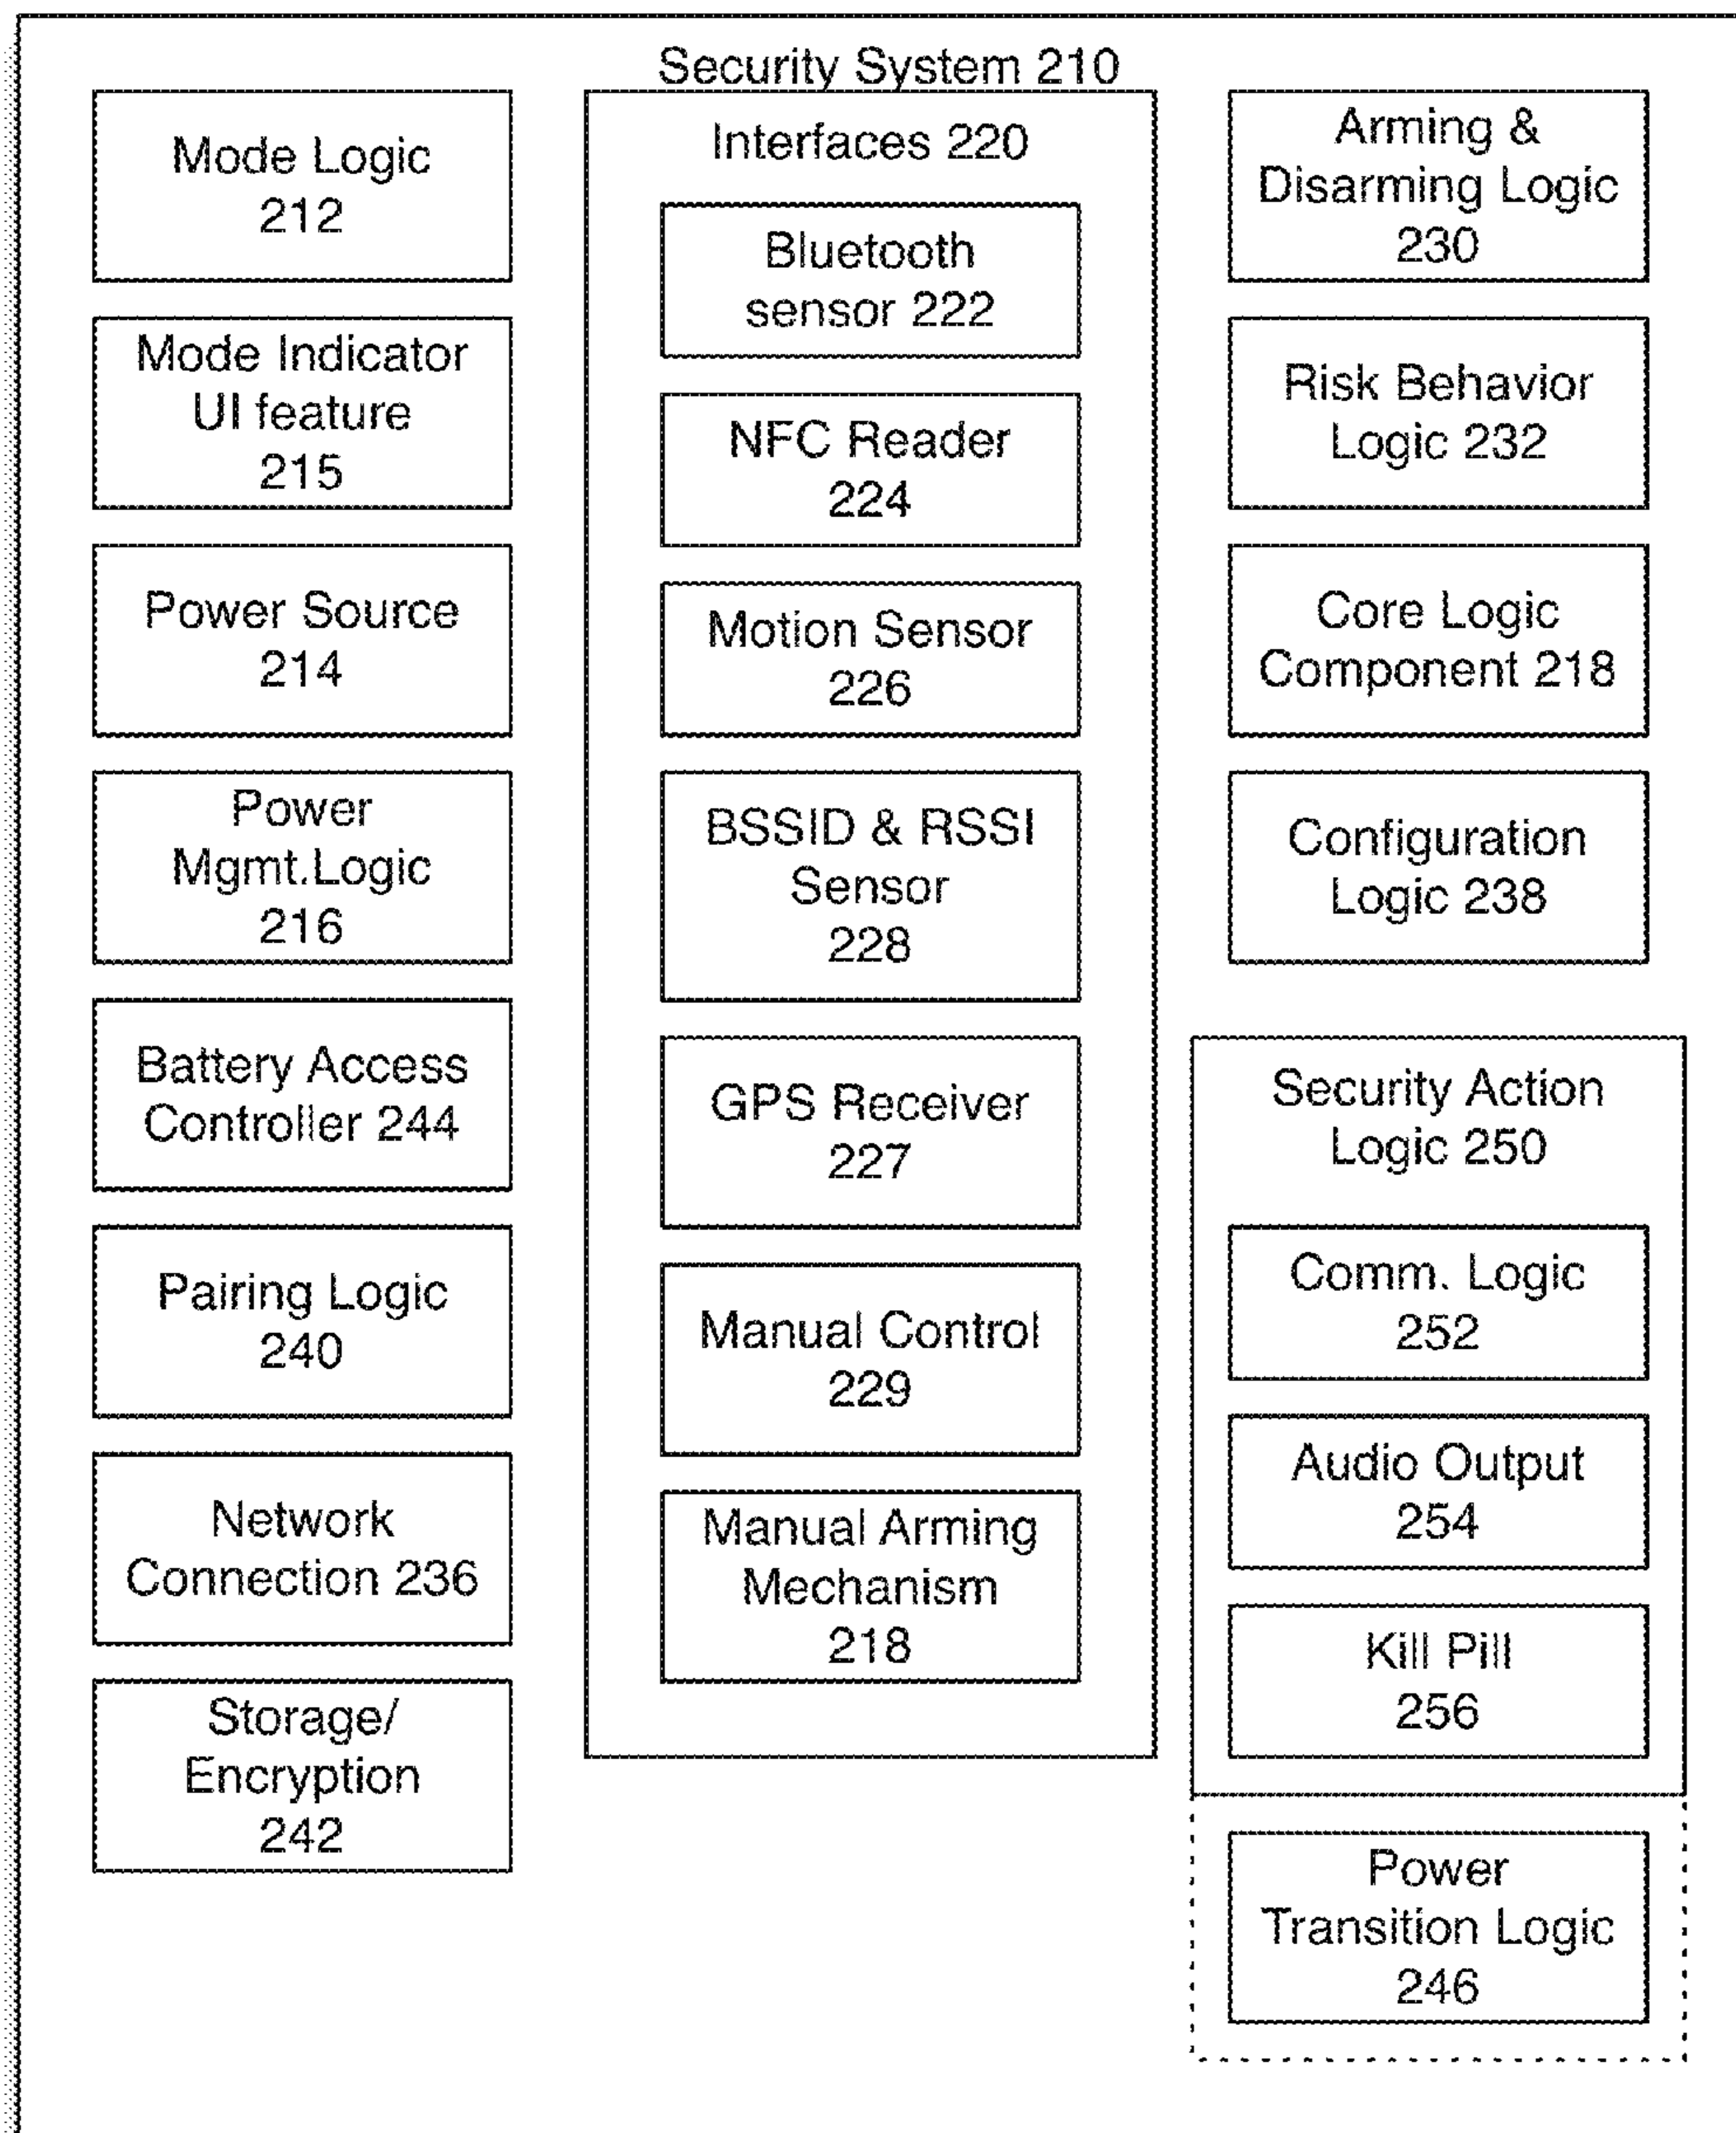 Security System 210
Mode Logic
212
Mode Indicator
UI feature
215
Power Source
214
Power
Mgmt.Logic
216
Battery Access
Controller 244
Pairing Logic
240
Network
Connection 236
Storage/
Encryption
242
Interfaces 220
Bluetooth
sensor 222
NFC Reader
224
Motion Sensor
226
BSSID & RSSI
Sensor
228
GPS Receiver
227
Manual Control
229
Manual Arming
Mechanism
218
Arming &
Disarming Logic
230
Risk Behavior
Logic 232
Core Logic
Component 218
Configuration
Logic 238
Security Action
Logic 250
Comm. Logic
252
Audio Output
254
Kill Pill
256
Power
Transition Logic
246